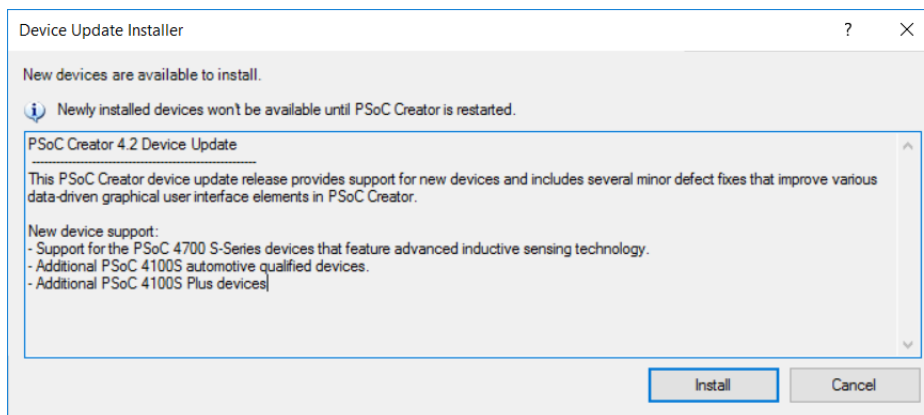 Device Update Installer
New devices are available to install.
Newly installed devices won't be available until PSoC Creator is restarted.
PSoC Creator 4.2 Device Update
--------------------------------------------------------
This PSoC Creator device update release provides support for new devices and includes several minor defect fixes that improve various
data-driven graphical user interface elements in PSoC Creator.
New device support:
- Support for the PSoC 4700 S-Series devices that feature advanced inductive sensing technology.
- Additional PSoC 4100S automotive qualified devices.
- Additional PSoC 4100S Plus devices
Install Cancel